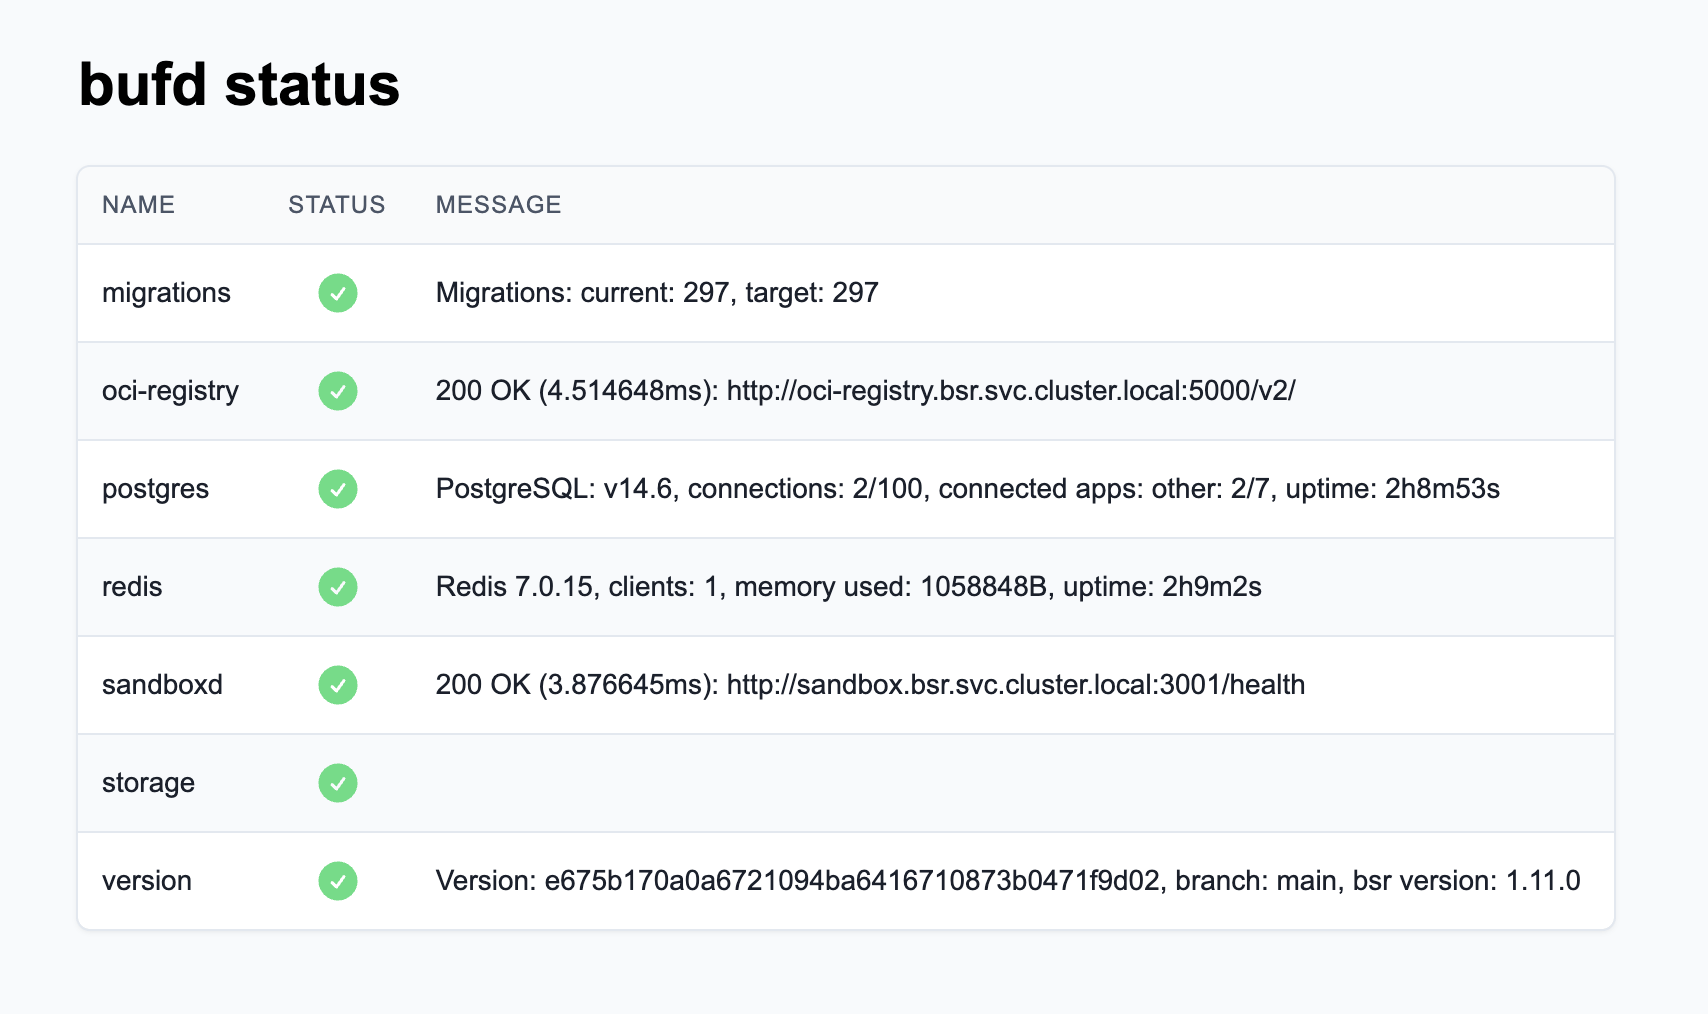 bufd status
NAME STATUS MESSAGE
migrations Migrations: current: 297, target: 297
oci-registry 200 OK (4.514648ms): http://oci-registry.bsr.svc.cluster.local:5000/v2/
postgres PostgreSQL: v14.6, connections: 2/100, connected apps: other: 2/7, uptime: 2h8m53s
redis Redis 7.0.15, clients: 1, memory used: 1058848B, uptime: 2h9m2s
sandboxd 200 OK (3.876645ms): http://sandbox.bsr.svc.cluster.local:3001/health
storage
version Version: e675b170a0a6721094ba6416710873b0471f9d02, branch: main, bsr version: 1.11.0